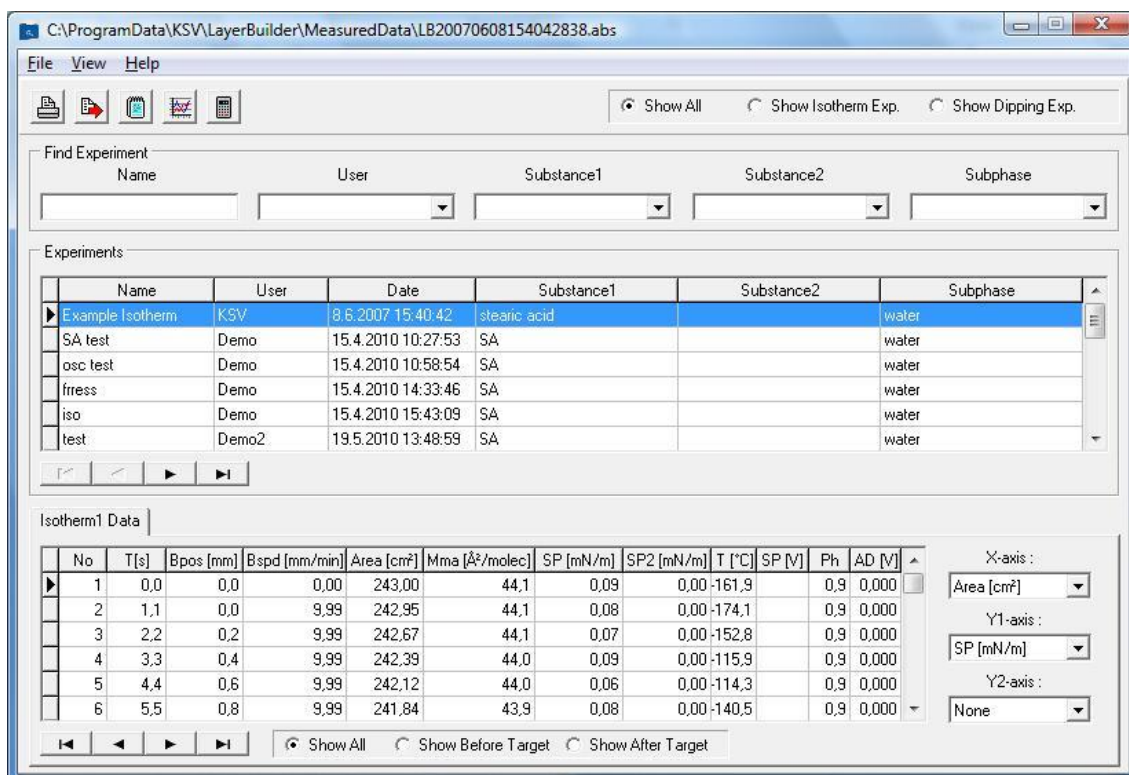 C:\ProgramData\KSV\LayerBuilder\MeasuredData\LB20070608154042838.abs
File View Help
Show All Show Isotherm Exp. Show Dipping Exp.
Find Experiment
Name User Substance1 Substance2 Subphase
Experiments
Name User Date Substance1 Substance2 Subphase
Example Isotherm KSV 8.6.2007 15:40:42 stearic acid water
SA test Demo 15.4.2010 10:27:53 SA water
osc test Demo 15.4.2010 10:58:54 SA water
frress Demo 15.4.2010 14:33:46 SA water
iso Demo 15.4.2010 15:43:09 SA water
test Demo2 19.5.2010 13:48:59 SA water
Isotherm1 Data
No T[s] Bpos [mm] Bspd [mm/min] Area [cm²] Mma [Å²/molec] SP [mN/m] SP2 [mN/m] T [°C] SP [V] Ph AD [V]
1 0,0 0,0 0,00 243,00 44,1 0,09 0,00 -161,9 0,9 0,000
2 1,1 0,0 9,99 242,95 44,1 0,08 0,00 -174,1 0,9 0,000
3 2,2 0,2 9,99 242,67 44,1 0,07 0,00 -152,8 0,9 0,000
4 3,3 0,4 9,99 242,39 44,0 0,09 0,00 -115,9 0,9 0,000
5 4,4 0,6 9,99 242,12 44,0 0,06 0,00 -114,3 0,9 0,000
6 5,5 0,8 9,99 241,84 43,9 0,08 0,00 -140,5 0,9 0,000
X-axis :
Area [cm²]
Y1-axis :
SP [mN/m]
Y2-axis :
None
Show All Show Before Target Show After Target